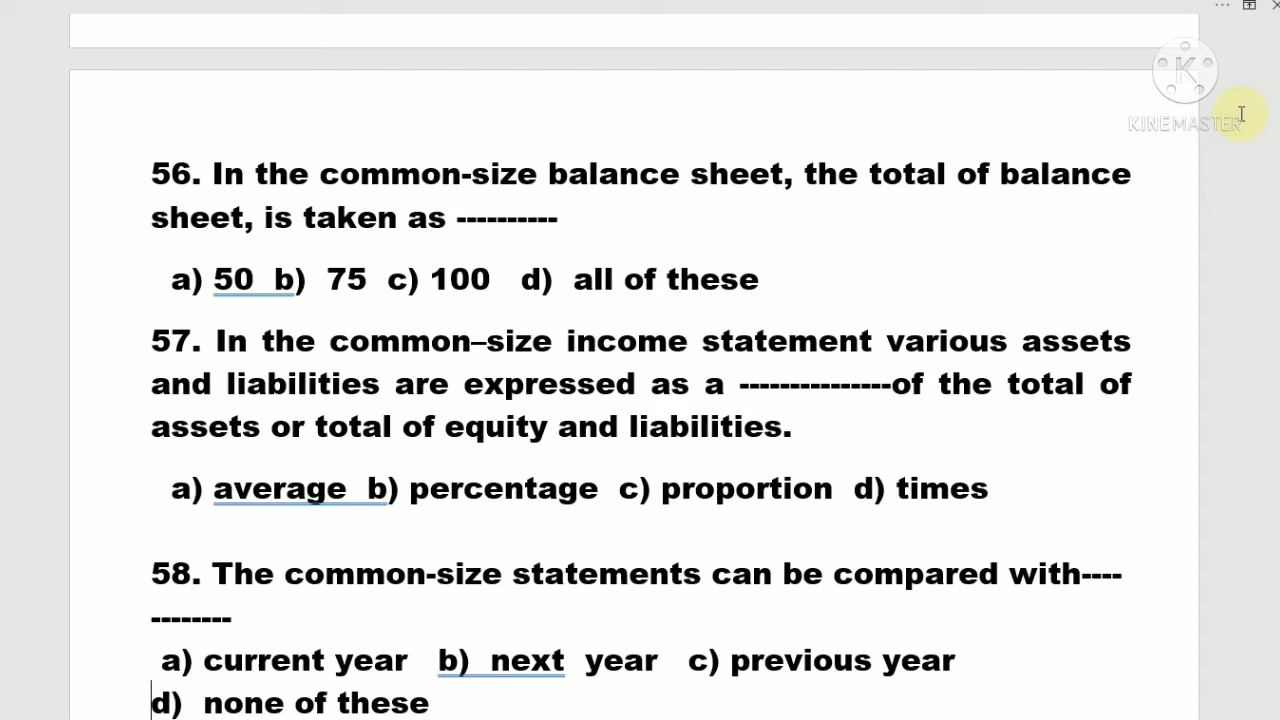 K
KINEMASTER
56. In the common-size balance sheet, the total of balance
sheet, is taken as ----------
a) 50 b) 75 c) 100 d) all of these
57. In the common–size income statement various assets
and liabilities are expressed as a ---------------of the total of
assets or total of equity and liabilities.
a) average b) percentage c) proportion d) times
58. The common-size statements can be compared with----
--------
a) current year b) next year c) previous year
d) none of these